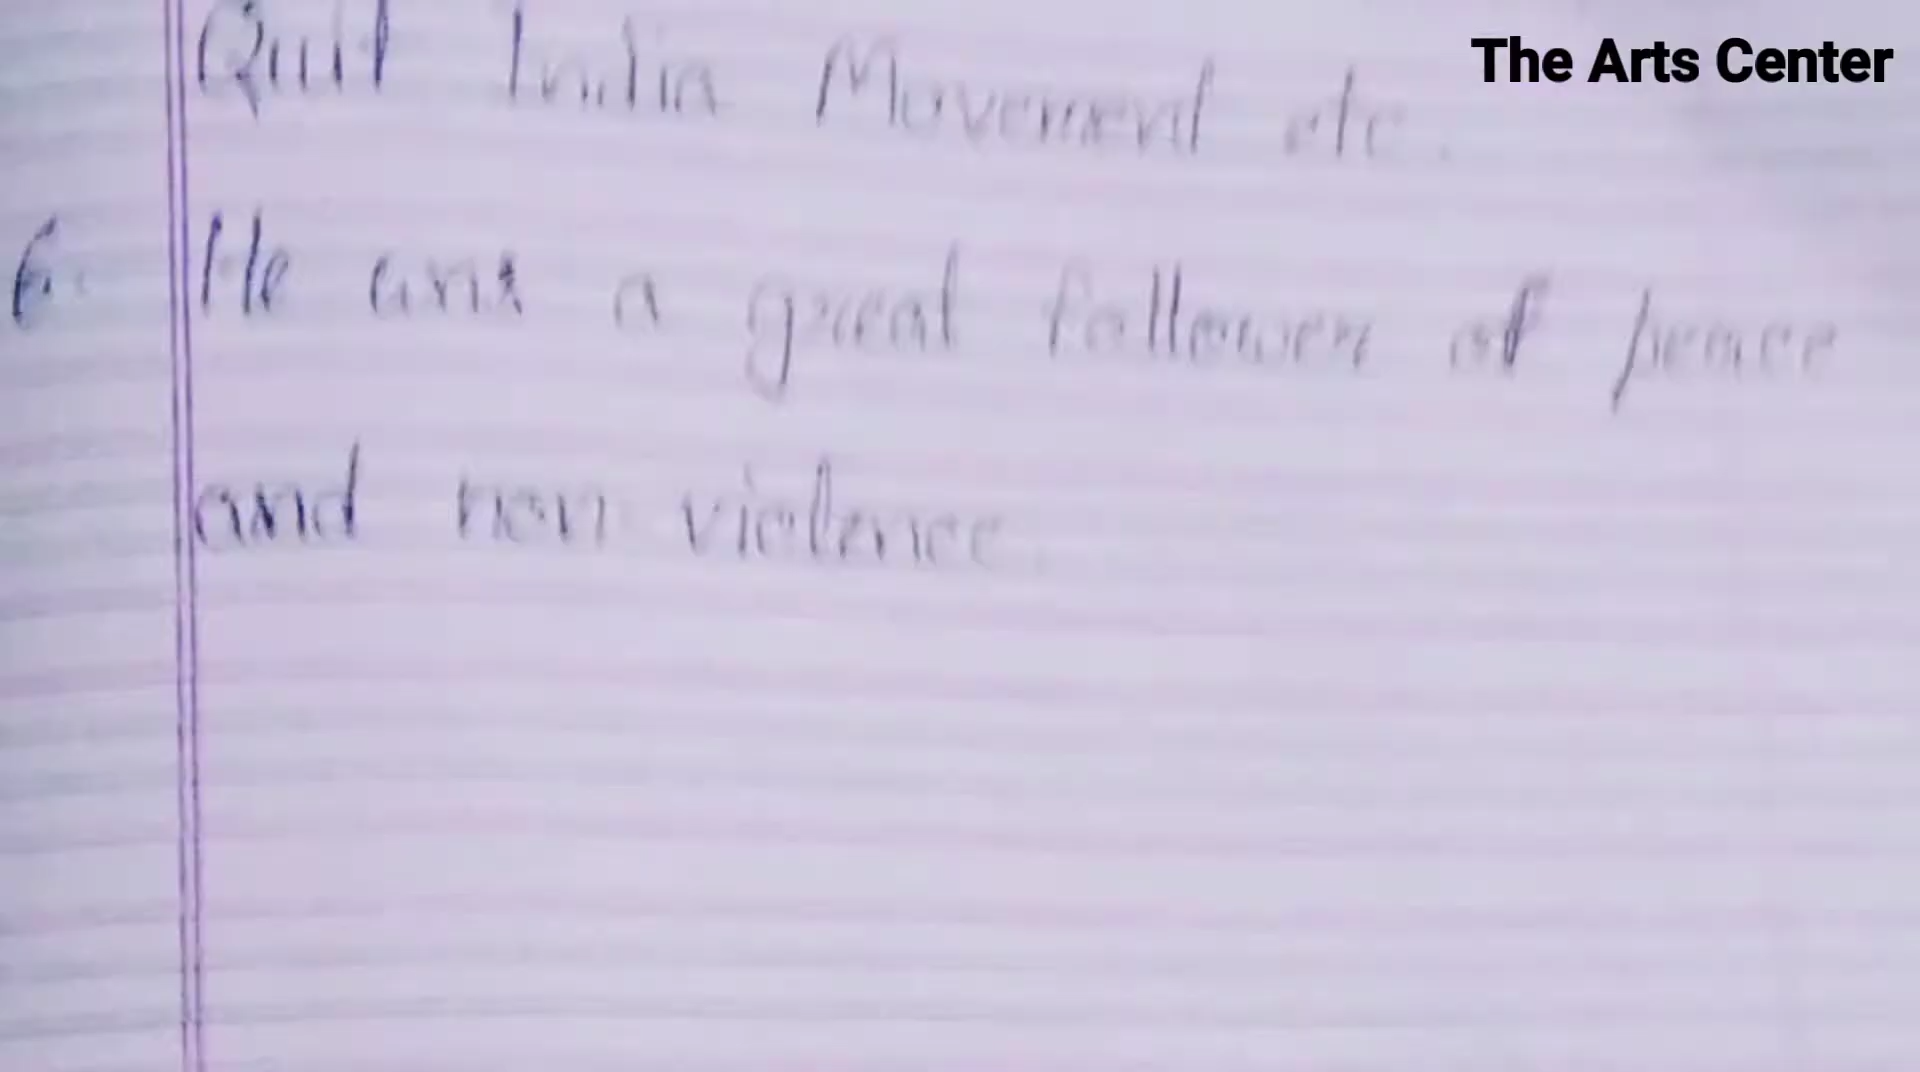 The Arts Center
Quit India Movement etc.
6. He was a great follower of peace
and non violence.